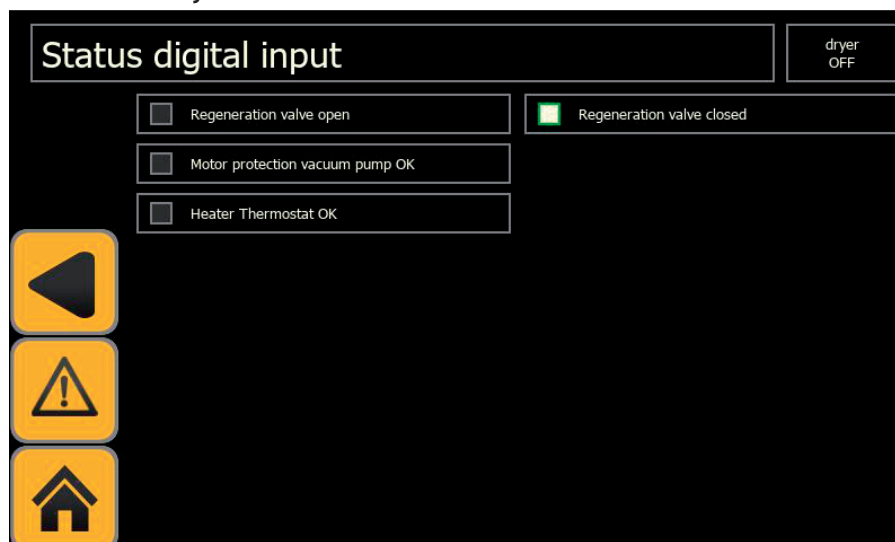 Status digital input
dryer
OFF
Regeneration valve open
Regeneration valve closed
Motor protection vacuum pump OK
Heater Thermostat OK